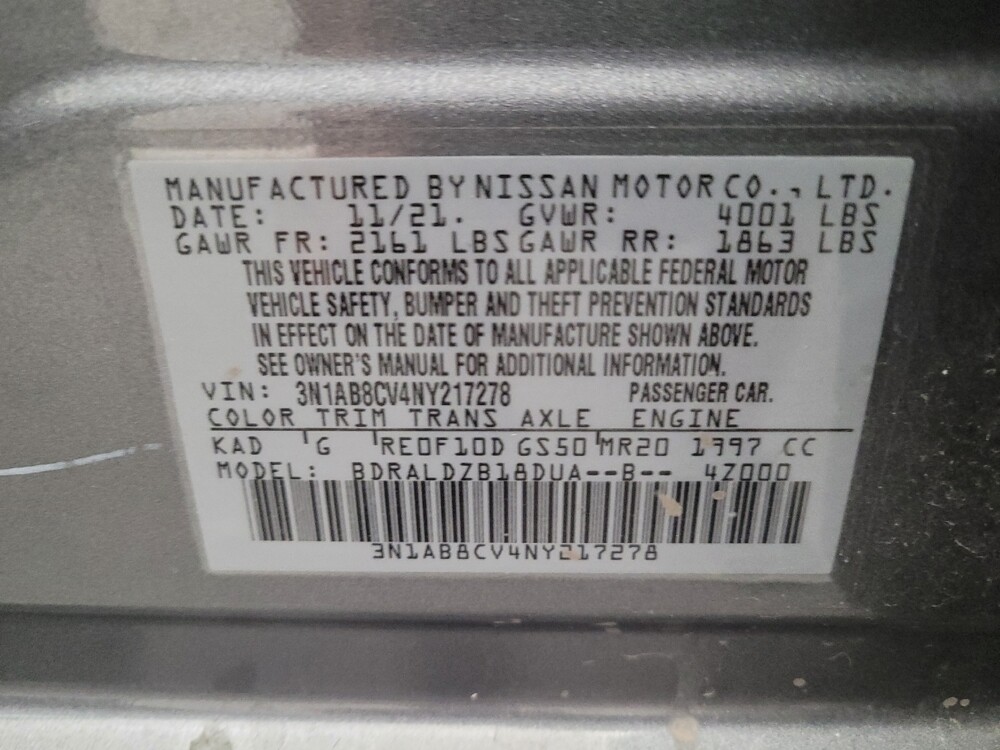 MANUFACTURED BY NISSAN MOTOR CO., LTD.
DATE: 11/21. GVWR: 4001 LBS
GAWR FR: 2161 LBS GAWR RR: 1863 LBS
THIS VEHICLE CONFORMS TO ALL APPLICABLE FEDERAL MOTOR
VEHICLE SAFETY, BUMPER AND THEFT PREVENTION STANDARDS
IN EFFECT ON THE DATE OF MANUFACTURE SHOWN ABOVE.
SEE OWNER'S MANUAL FOR ADDITIONAL INFORMATION.
VIN: 3N1AB8CV4NY217278 PASSENGER CAR.
COLOR TRIM TRANS AXLE ENGINE
KAD 'G 'RE0F10D GS50'MR20 1997 CC
MODEL: BDRALDZB18DUA--B-- 4Z000
3N1AB8CV4NY217278